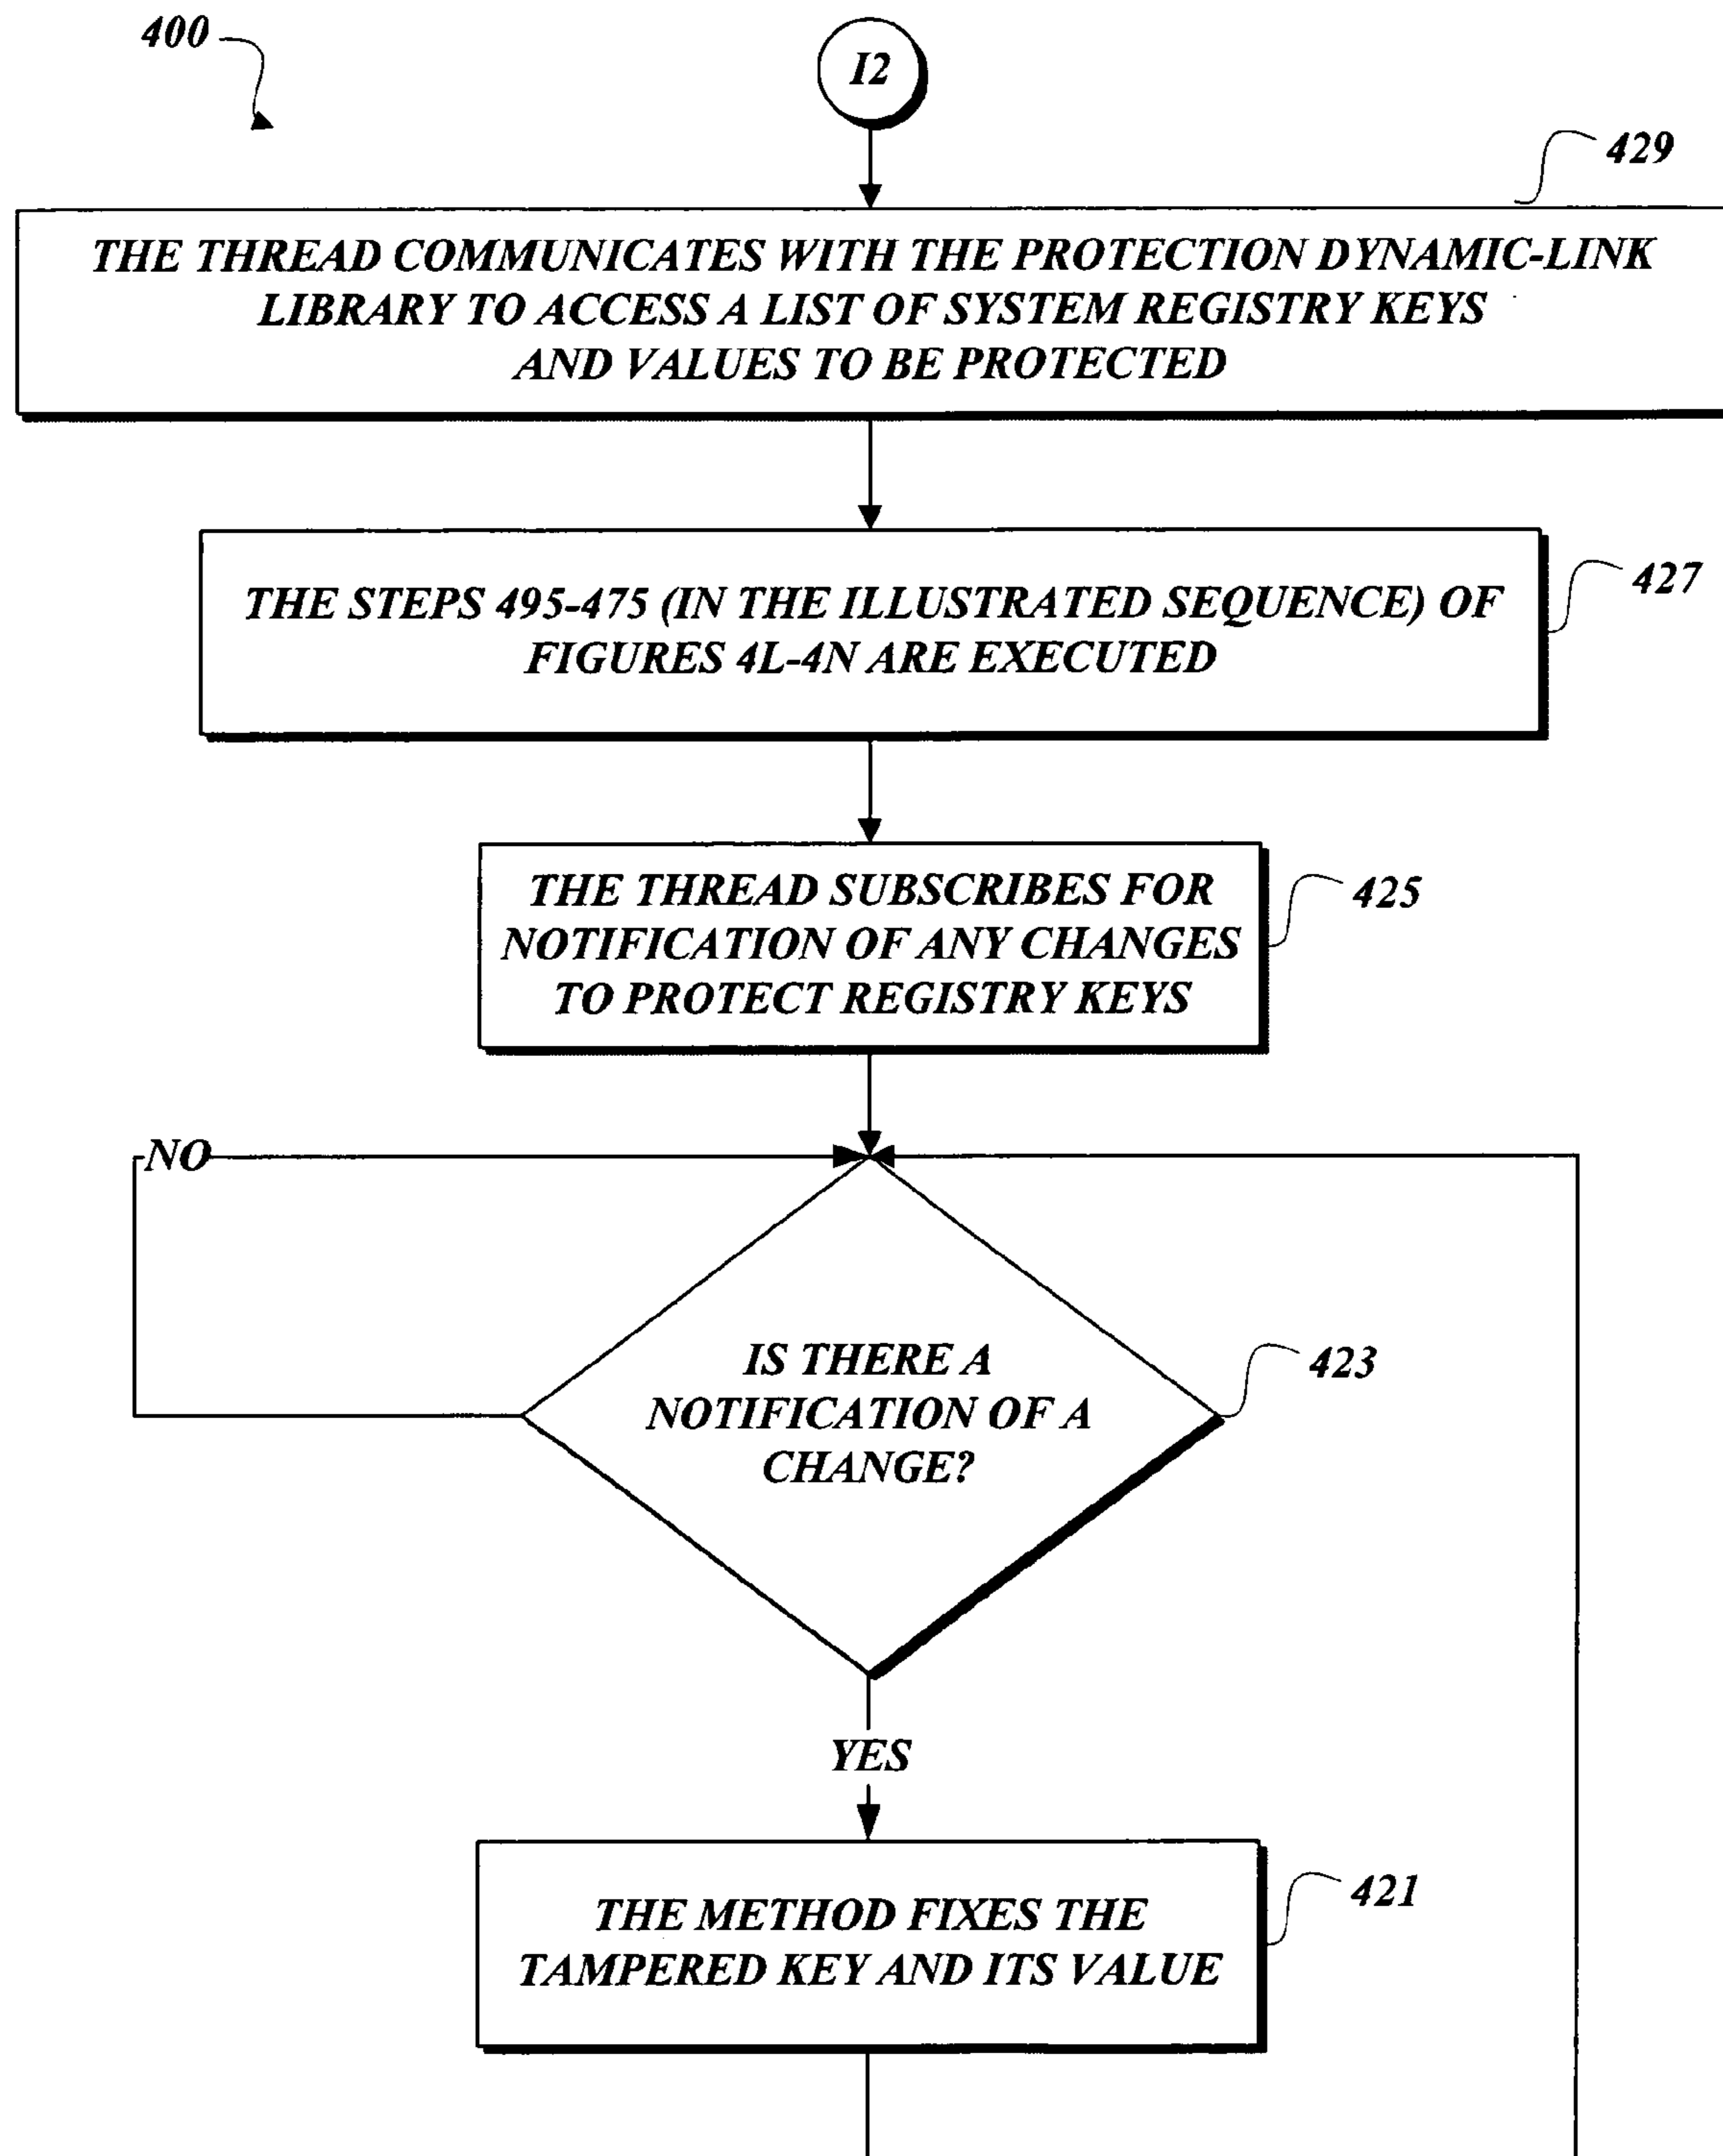 400
I2
429
THE THREAD COMMUNICATES WITH THE PROTECTION DYNAMIC-LINK
LIBRARY TO ACCESS A LIST OF SYSTEM REGISTRY KEYS
AND VALUES TO BE PROTECTED
427
THE STEPS 495-475 (IN THE ILLUSTRATED SEQUENCE) OF
FIGURES 4L-4N ARE EXECUTED
THE THREAD SUBSCRIBES FOR
NOTIFICATION OF ANY CHANGES
TO PROTECT REGISTRY KEYS
425
NO
IS THERE A
NOTIFICATION OF A
CHANGE?
423
YES
THE METHOD FIXES THE
TAMPERED KEY AND ITS VALUE
421